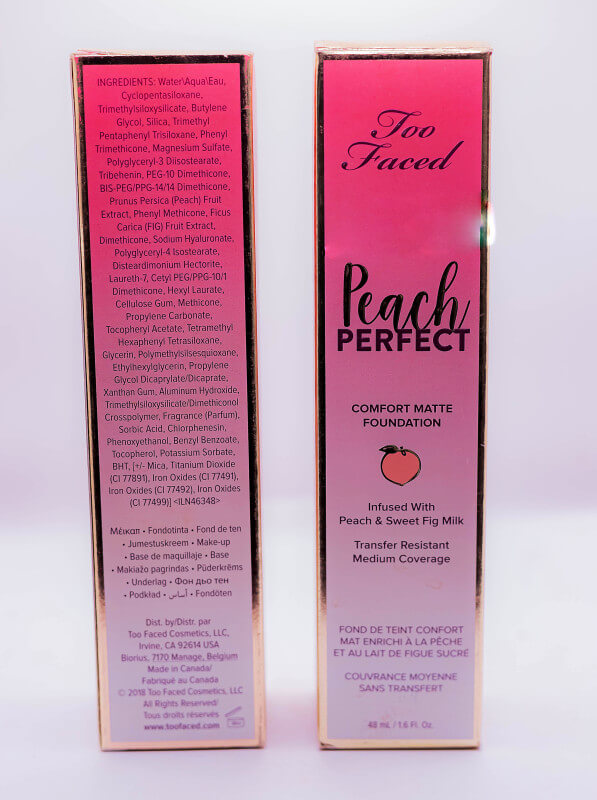 INGREDIENTS: Water\Aqua\Eau,
Cyclopentasiloxane,
Trimethylsiloxysilicate, Butylene
Glycol, Silica, Trimethyl
Pentaphenyl Trisiloxane, Phenyl
Trimethicone, Magnesium Sulfate,
Polyglyceryl-3 Diisostearate,
Tribehenin, PEG-10 Dimethicone,
BIS-PEG/PPG-14/14 Dimethicone,
Prunus Persica (Peach) Fruit
Extract, Phenyl Methicone, Ficus
Carica (FIG) Fruit Extract,
Dimethicone, Sodium Hyaluronate,
Polyglyceryl-4 Isostearate,
Disteardimonium Hectorite,
Laureth-7, Cetyl PEG/PPG-10/1
Dimethicone, Hexyl Laurate,
Cellulose Gum, Methicone,
Propylene Carbonate,
Tocopheryl Acetate, Tetramethyl
Hexaphenyl Tetrasiloxane,
Glycerin, Polymethylsilsesquioxane,
Ethylhexylglycerin, Propylene
Glycol Dicaprylate/Dicaprate,
Xanthan Gum, Aluminum Hydroxide,
Trimethylsiloxysilicate/Dimethiconol
Crosspolymer, Fragrance (Parfum),
Sorbic Acid, Chlorphenesin,
Phenoxyethanol, Benzyl Benzoate,
Tocopherol, Potassium Sorbate,
BHT, [+/- Mica, Titanium Dioxide
(CI 77891), Iron Oxides (CI 77491),
Iron Oxides (CI 77492), Iron Oxides
(CI 77499)] <ILN46348>
Μέικαπ • Fondotinta • Fond de ten
• Jumestuskreem • Make-up
• Base de maquillaje • Base
• Makiažo pagrindas • Pūderkrēms
• Underlag • Фон дьо тен
• Podkład • أساس • Fondöten
Dist. by/Distr. par
Too Faced Cosmetics, LLC,
Irvine, CA 92614 USA
Biorius, 7170 Manage, Belgium
Made in Canada/
Fabriqué au Canada
© 2018 Too Faced Cosmetics, LLC
All Rights Reserved/
Tous droits réservés
www.toofaced.com
Too
Faced
Peach
PERFECT
COMFORT MATTE
FOUNDATION
Infused With
Peach & Sweet Fig Milk
Transfer Resistant
Medium Coverage
FOND DE TEINT CONFORT
MAT ENRICHI À LA PÊCHE
ET AU LAIT DE FIGUE SUCRÉ
COUVRANCE MOYENNE
SANS TRANSFERT
48 mL / 1.6 Fl. Oz.